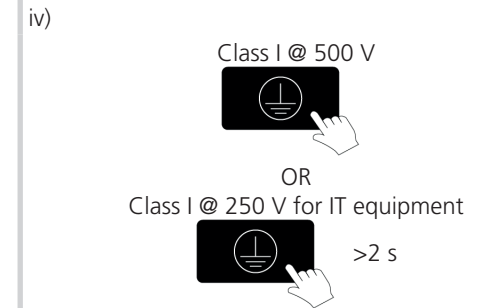 iv)
Class I @ 500 V
OR
Class I @ 250 V for IT equipment
>2 s